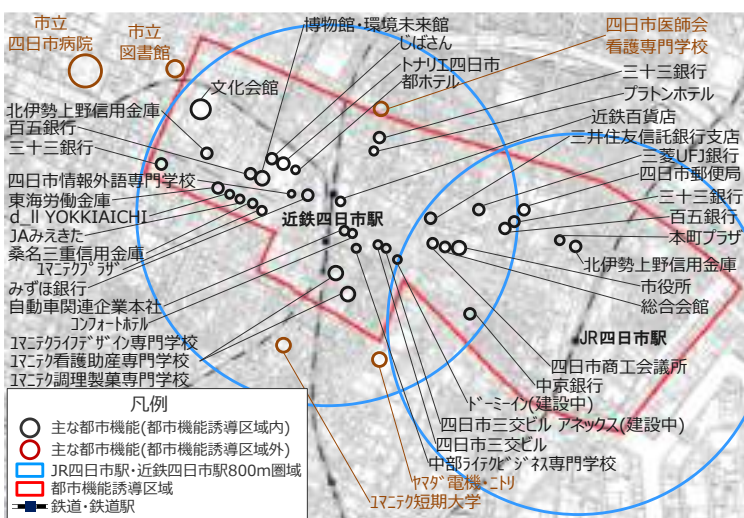 市立
四日市病院
市立
図書館
博物館・環境未来館
じばさん
トナリエ四日市
都ホテル
四日市医師会
看護専門学校
文化会館
三十三銀行
プラトンホテル
近鉄百貨店
三井住友信託銀行支店
三菱UFJ銀行
四日市郵便局
三十三銀行
百五銀行
本町プラザ
北伊勢上野信用金庫
市役所
総合会館
北伊勢上野信用金庫
百五銀行
三十三銀行
四日市情報外語専門学校
東海労働金庫
d_ll YOKKIAICHI
JAみえきた
桑名三重信用金庫
ユマニテクプラザ
みずほ銀行
自動車関連企業本社
コンフォートホテル
ユマニテクライフデザイン専門学校
ユマニテク看護助産専門学校
ユマニテク調理製菓専門学校
近鉄四日市駅
JR四日市駅
四日市商工会議所
中京銀行
ドーミーイン(建設中)
四日市三交ビル アネックス(建設中)
四日市三交ビル
中部ライテクビジネス専門学校
ヤマダ電機・ニトリ
ユマニテク短期大学
凡例
主な都市機能(都市機能誘導区域内)
主な都市機能(都市機能誘導区域外)
JR四日市駅・近鉄四日市駅800m圏域
都市機能誘導区域
鉄道・鉄道駅